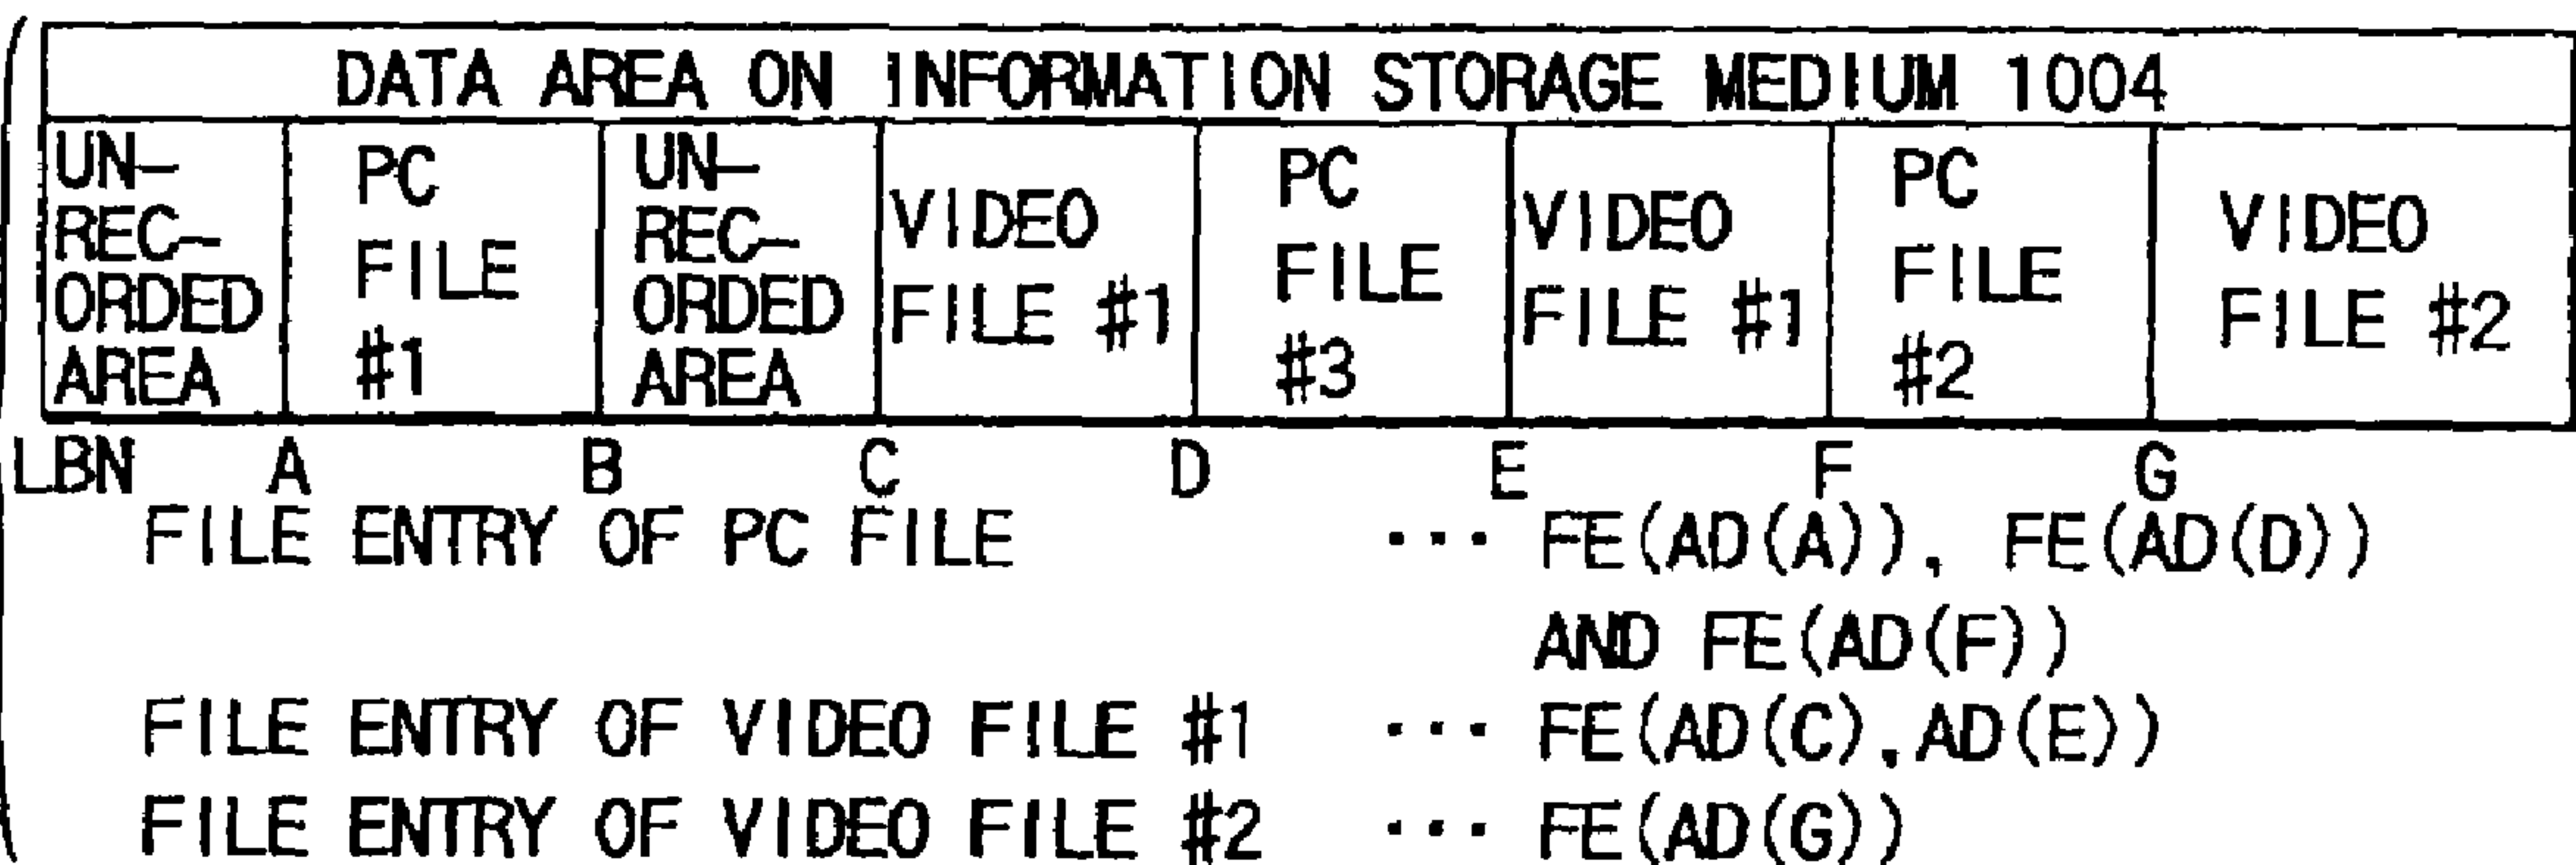 DATA AREA ON INFORMATION STORAGE MEDIUM 1004
UN-
REC-
ORDED
AREA
PC
FILE
#1
UN-
REC-
ORDED
AREA
VIDEO
FILE #1
PC
FILE
#3
VIDEO
FILE #1
PC
FILE
#2
VIDEO
FILE #2
LBN A B C D E F G
FILE ENTRY OF PC FILE ... FE(AD(A)), FE(AD(D))
AND FE(AD(F))
FILE ENTRY OF VIDEO FILE #1 ... FE(AD(C),AD(E))
FILE ENTRY OF VIDEO FILE #2 ... FE(AD(G))